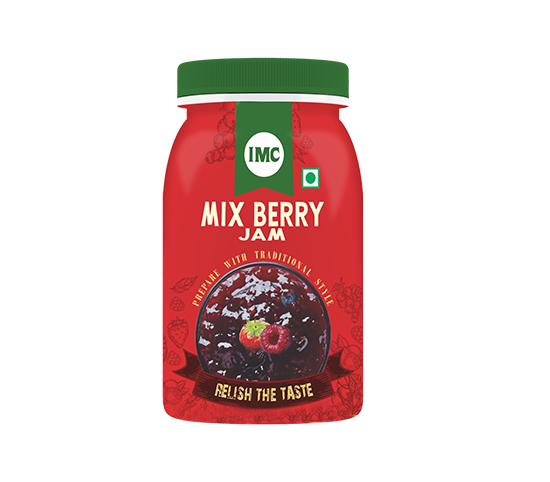 IMC
MIX BERRY
JAM
PREPARE WITH TRADITIONAL STYLE
RELISH THE TASTE